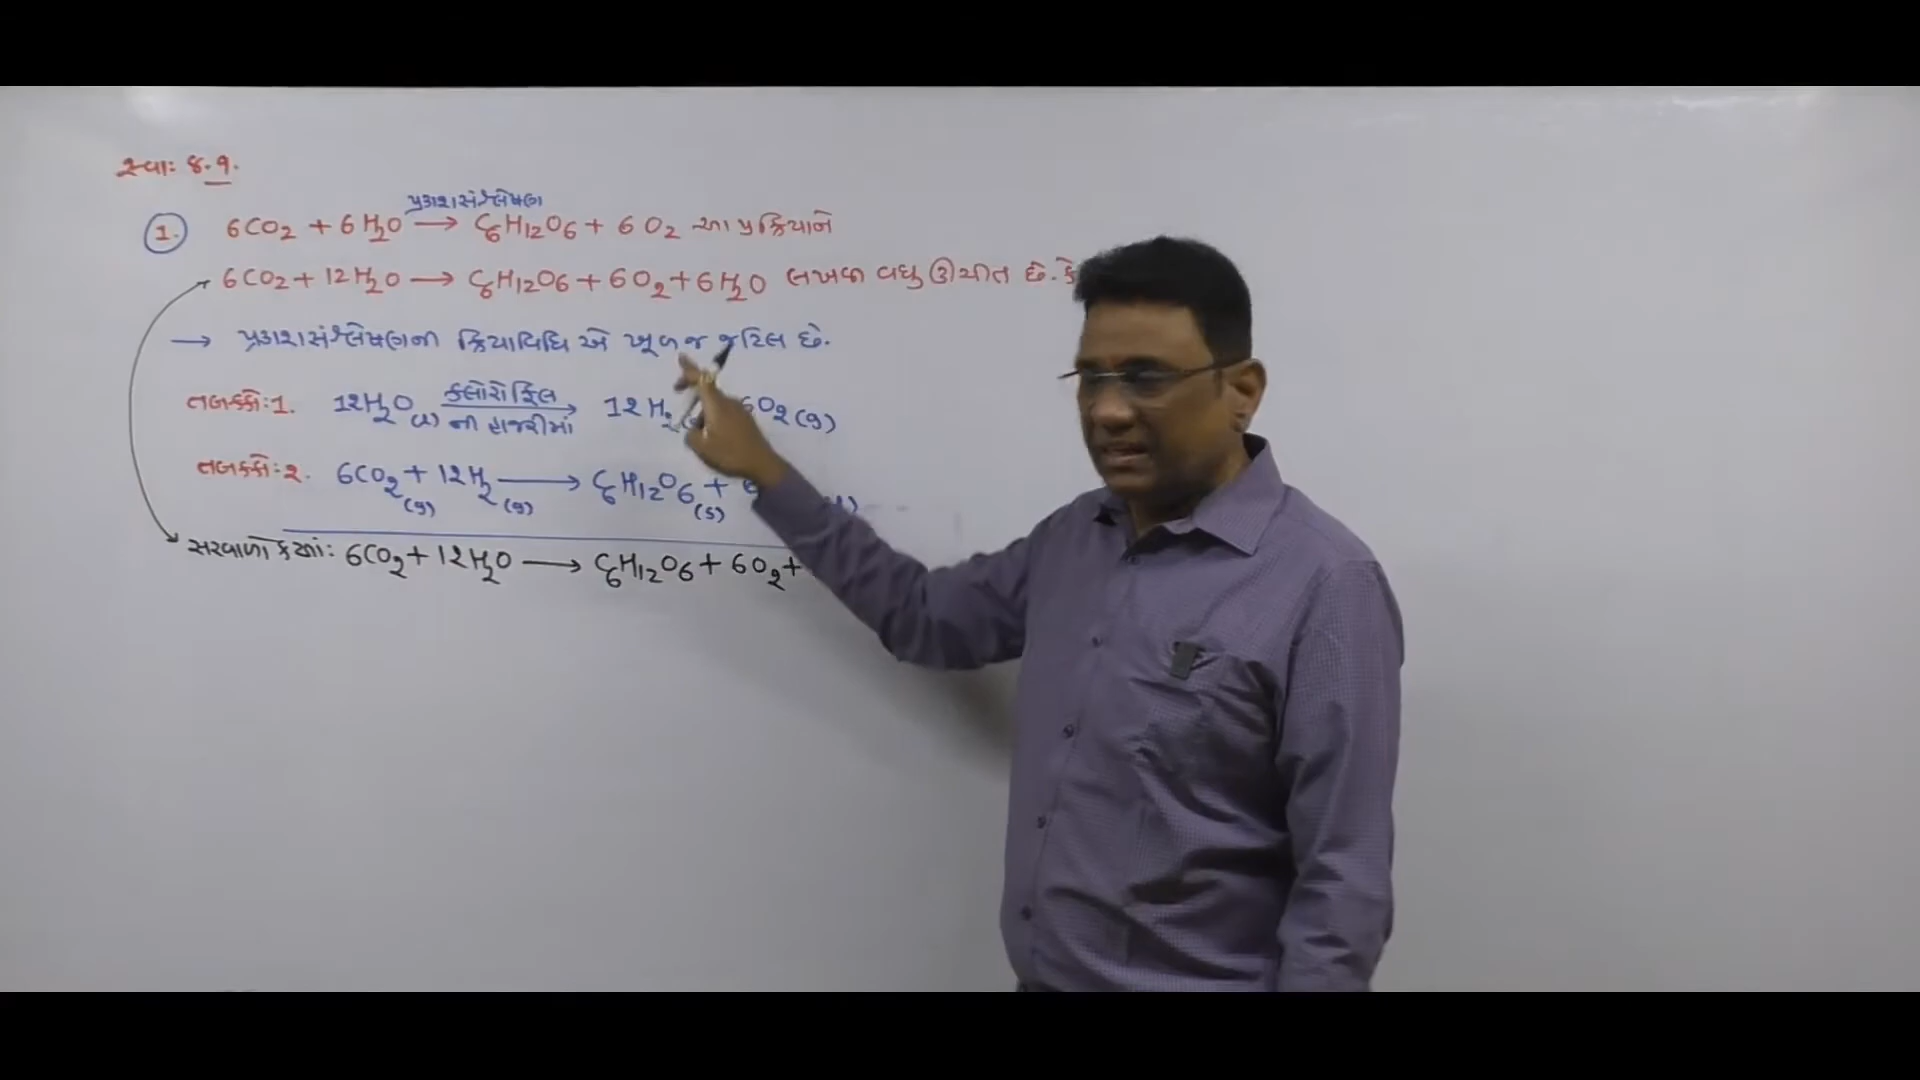 સ્વા: ૪.૧.
પ્રકાશસંશ્લેષણ
1. 6CO2 + 6H2O → C6H12O6 + 6O2 આ પ્રક્રિયાને
6CO2 + 12H2O → C6H12O6 + 6O2 + 6H2O લખવા વધુ ઉચીત છે. કે
→ પ્રકાશસંશ્લેષણની ક્રિયાવિધિ એ ખૂબ જ જટિલ છે.
તબક્કો: 1. 12H2O(l) ક્લોરોફિલ ની હાજરીમાં → 12H2 6O2(g)
તબક્કો: ૨. 6CO2(g) + 12H2(g) → C6H12O6(s) + 6
સરવાળો કરતાં: 6CO2 + 12H2O → C6H12O6 + 6O2 +